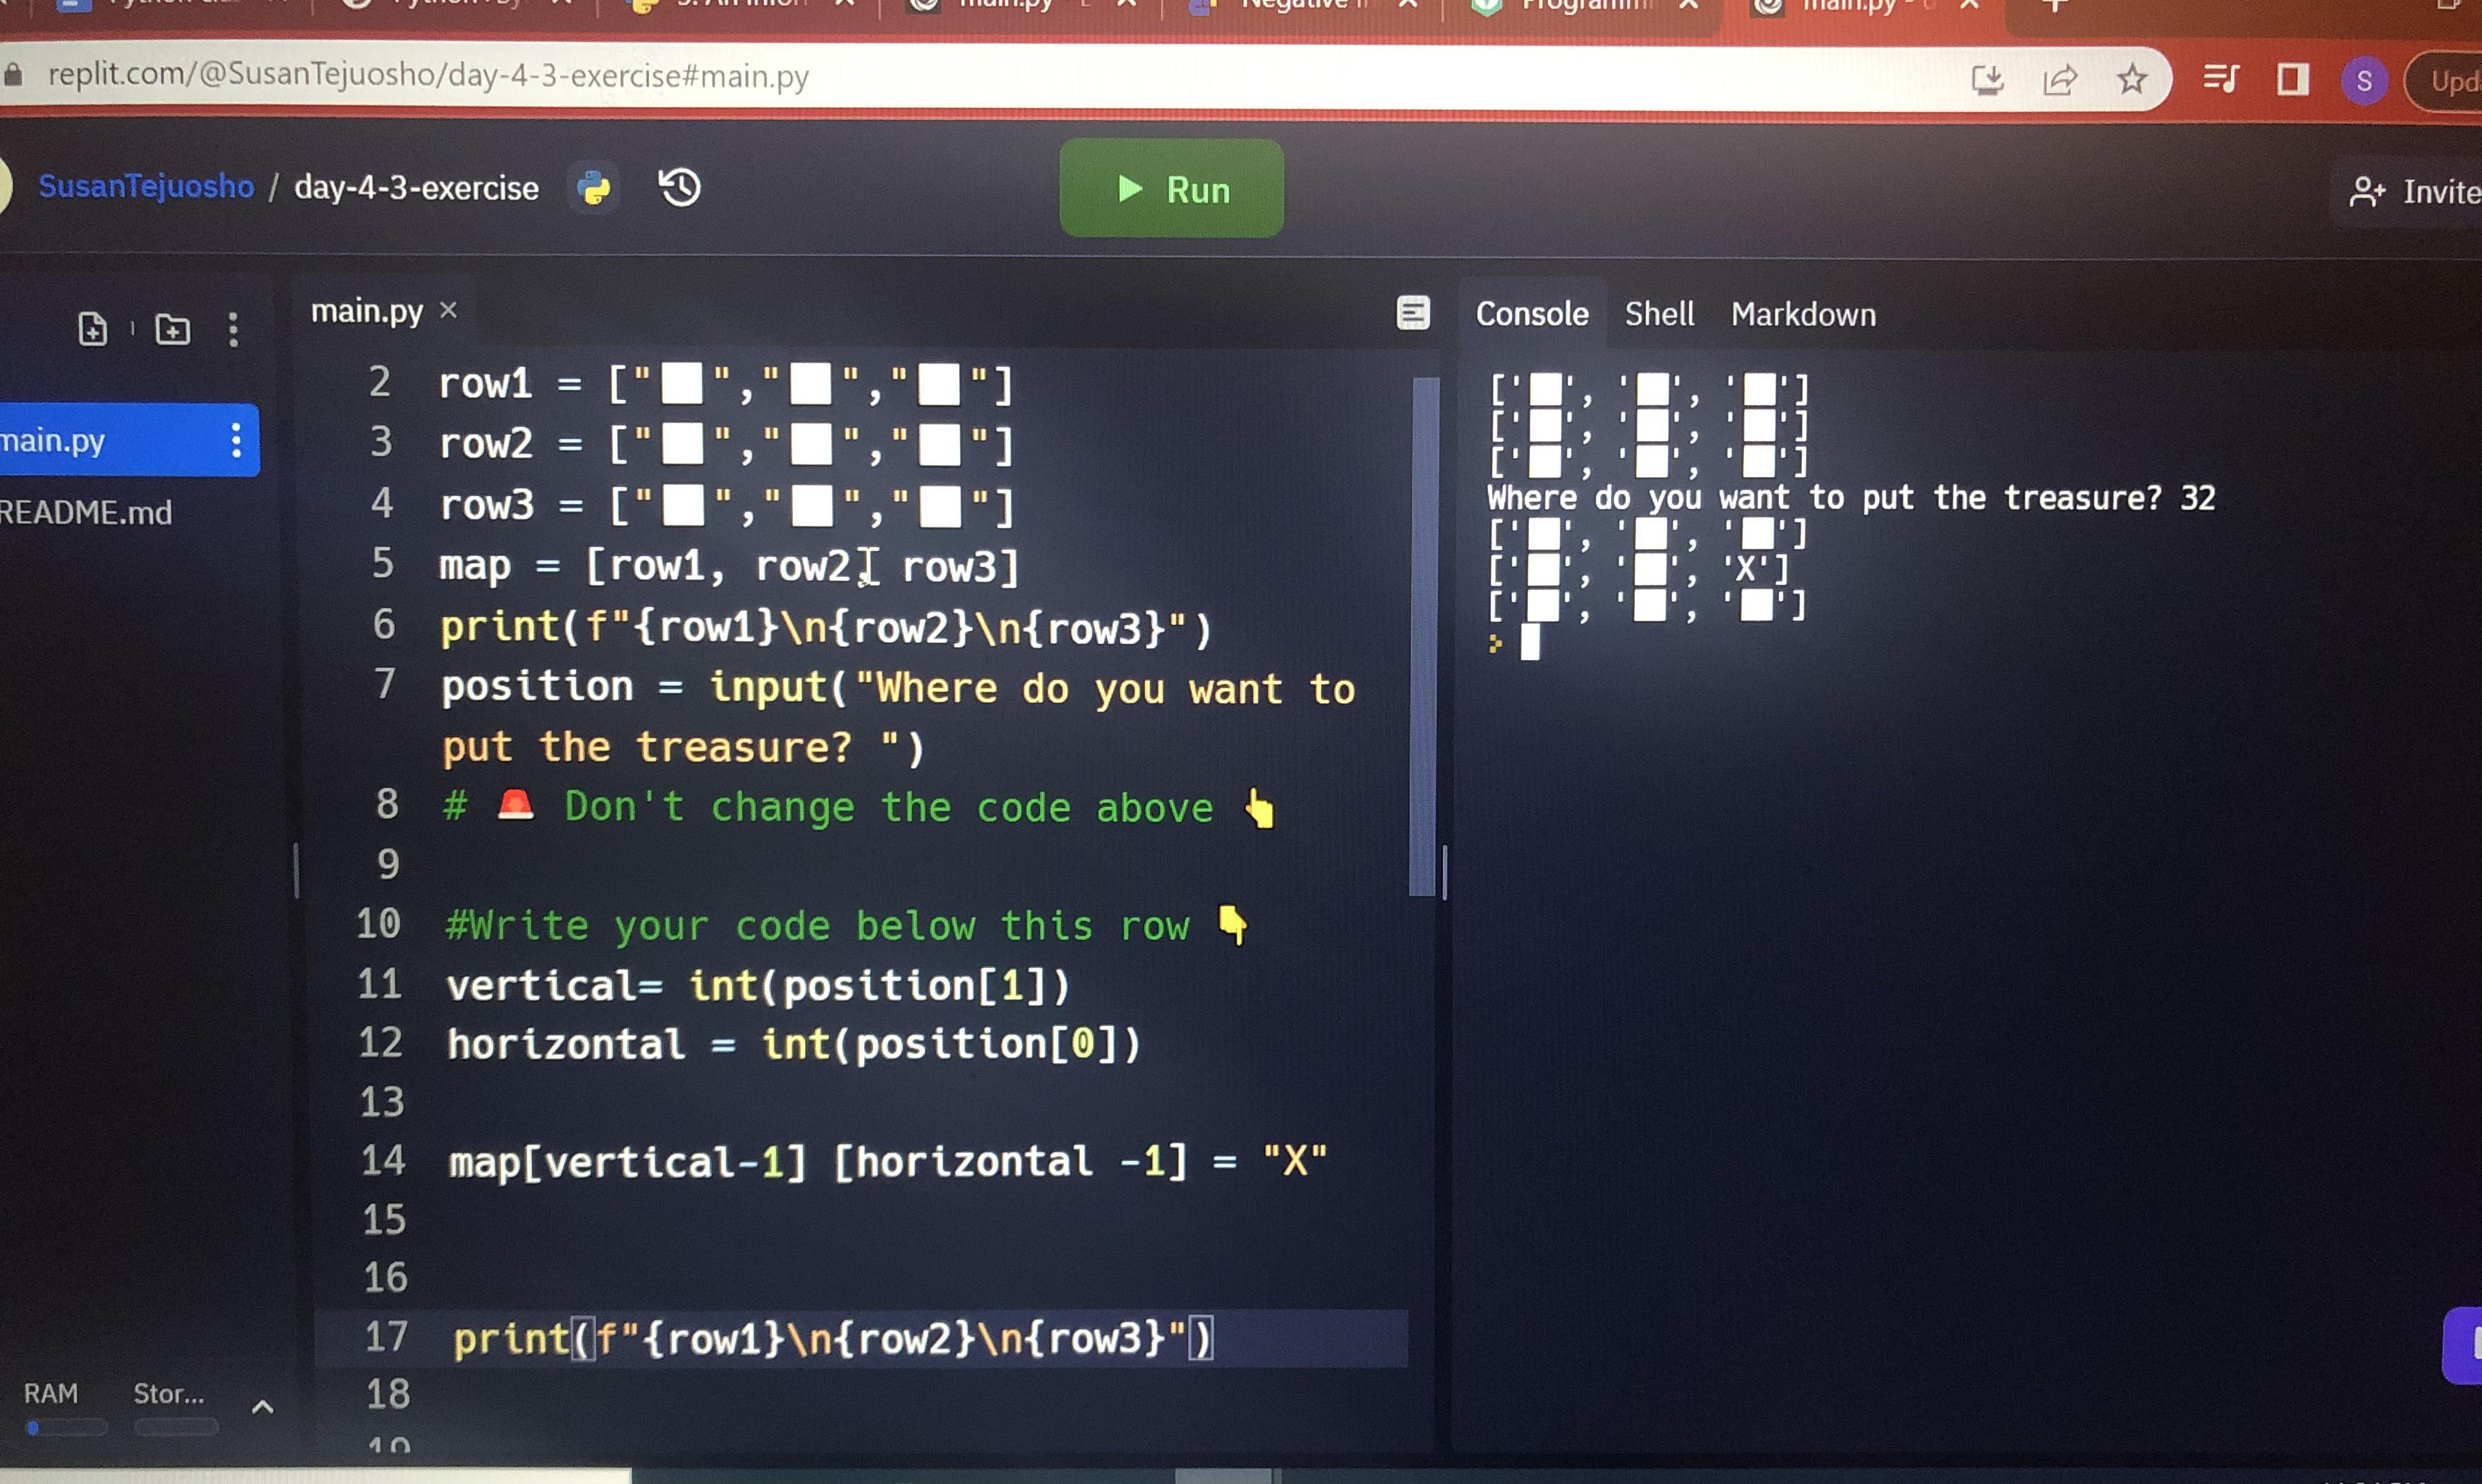 main.py
Negative
replit.com/@SusanTejuosho/day-4-3-exercise#main.py
S
SusanTejuosho / day-4-3-exercise
Run
Invite
main.py ×
Console Shell Markdown
main.py
README.md
2 row1 = ["⬜","⬜","⬜"]
3 row2 = ["⬜","⬜","⬜"]
4 row3 = ["⬜","⬜","⬜"]
5 map = [row1, row2, row3]
6 print(f"{row1}\n{row2}\n{row3}")
7 position = input("Where do you want to
put the treasure? ")
8 # 🚨 Don't change the code above 👆
9
10 #Write your code below this row 👇
11 vertical= int(position[1])
12 horizontal = int(position[0])
13
14 map[vertical-1] [horizontal -1] = "X"
15
16
17 print(f"{row1}\n{row2}\n{row3}")
18
19
['⬜', '⬜', '⬜']
['⬜', '⬜', '⬜']
['⬜', '⬜', '⬜']
Where do you want to put the treasure? 32
['⬜', '⬜', '⬜']
['⬜', '⬜', 'X']
['⬜', '⬜', '⬜']
RAM Stor...